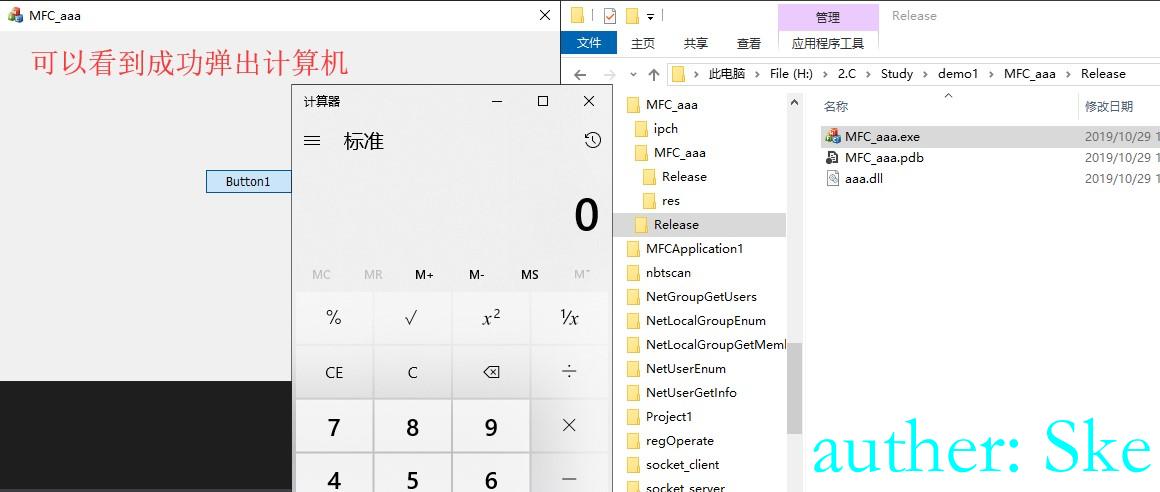 MFC_aaa
可以看到成功弹出计算机
Button1
计算器
标准
0
MC MR M+ M- MS M˅
% √ x² ¹/x
CE C ÷
7 8 9 ×
4 5 6 −
管理 Release
文件 主页 共享 查看 应用程序工具
此电脑 File (H:) 2.C Study demo1 MFC_aaa Release
MFC_aaa
ipch
MFC_aaa
Release
res
Release
MFCApplication1
nbtscan
NetGroupGetUsers
NetLocalGroupEnum
NetLocalGroupGetMeml
NetUserEnum
NetUserGetInfo
Project1
regOperate
socket_client
socket_server
名称 修改日期
MFC_aaa.exe 2019/10/29 1
MFC_aaa.pdb 2019/10/29 1
aaa.dll 2019/10/29 1
auther: Ske